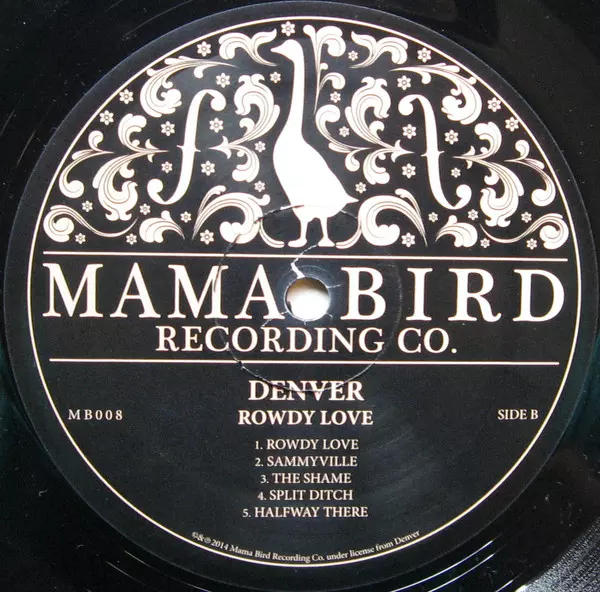 MAMA BIRD
RECORDING CO.
DENVER
ROWDY LOVE
MB008
SIDE B
1. ROWDY LOVE
2. SAMMYVILLE
3. THE SHAME
4. SPLIT DITCH
5. HALFWAY THERE
©&℗ 2014 Mama Bird Recording Co. under license from Denver